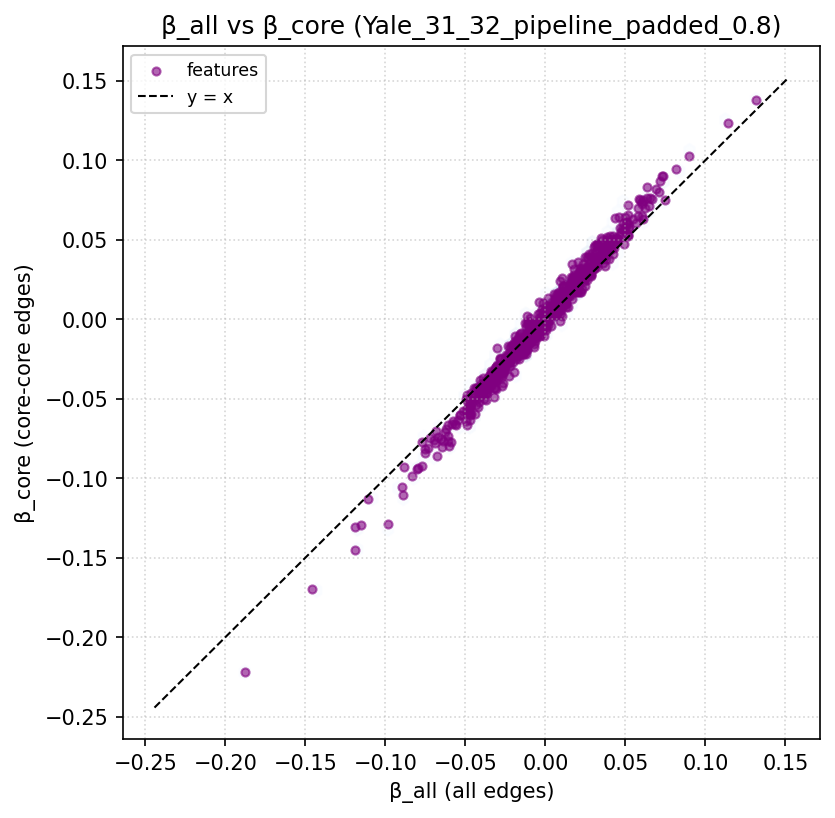 β_all vs β_core (Yale_31_32_pipeline_padded_0.8)
features
y = x
0.15
0.10
0.05
0.00
−0.05
−0.10
−0.15
−0.20
−0.25
β_core (core-core edges)
−0.25 −0.20 −0.15 −0.10 −0.05 0.00 0.05 0.10 0.15
β_all (all edges)